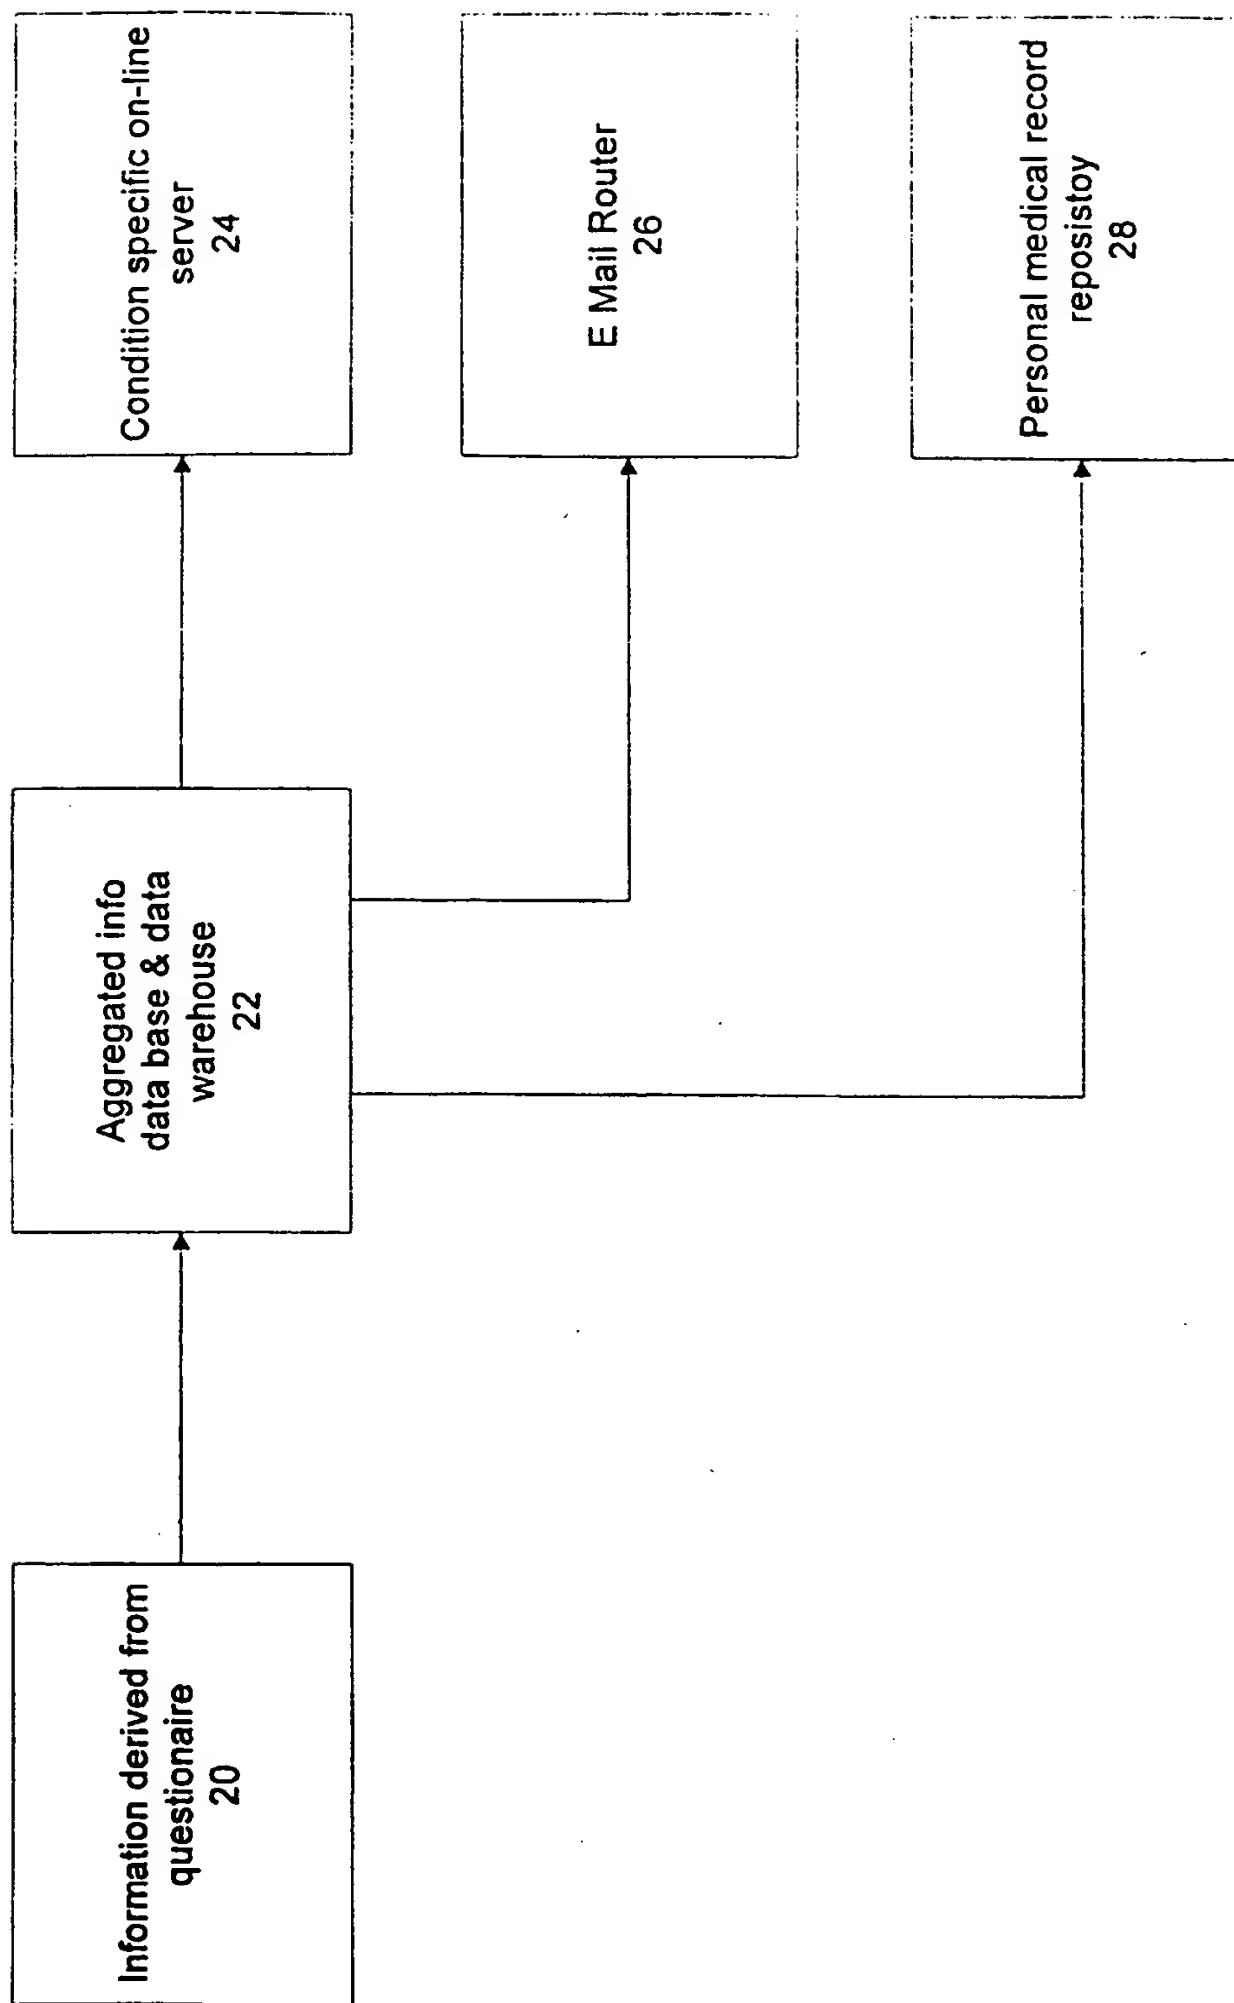 Information derived from
questionaire
20
Aggregated info
data base & data
warehouse
22
Condition specific on-line
server
24
E Mail Router
26
Personal medical record
reposistoy
28